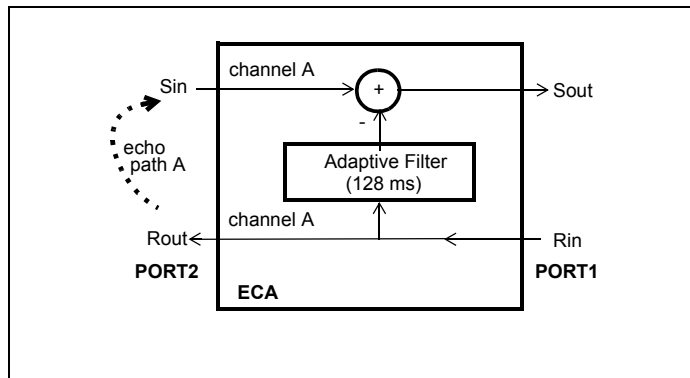 channel A
Sin
+
Sout
-
echo
path A
Adaptive Filter
(128 ms)
channel A
Rout
Rin
PORT2
PORT1
ECA